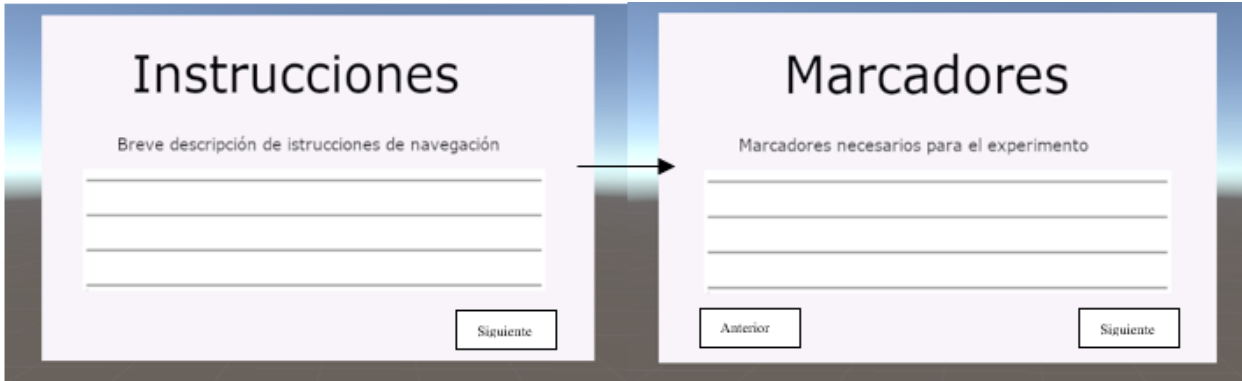 Instrucciones
Breve descripción de istrucciones de navegación
Siguiente
Marcadores
Marcadores necesarios para el experimento
Anterior
Siguiente